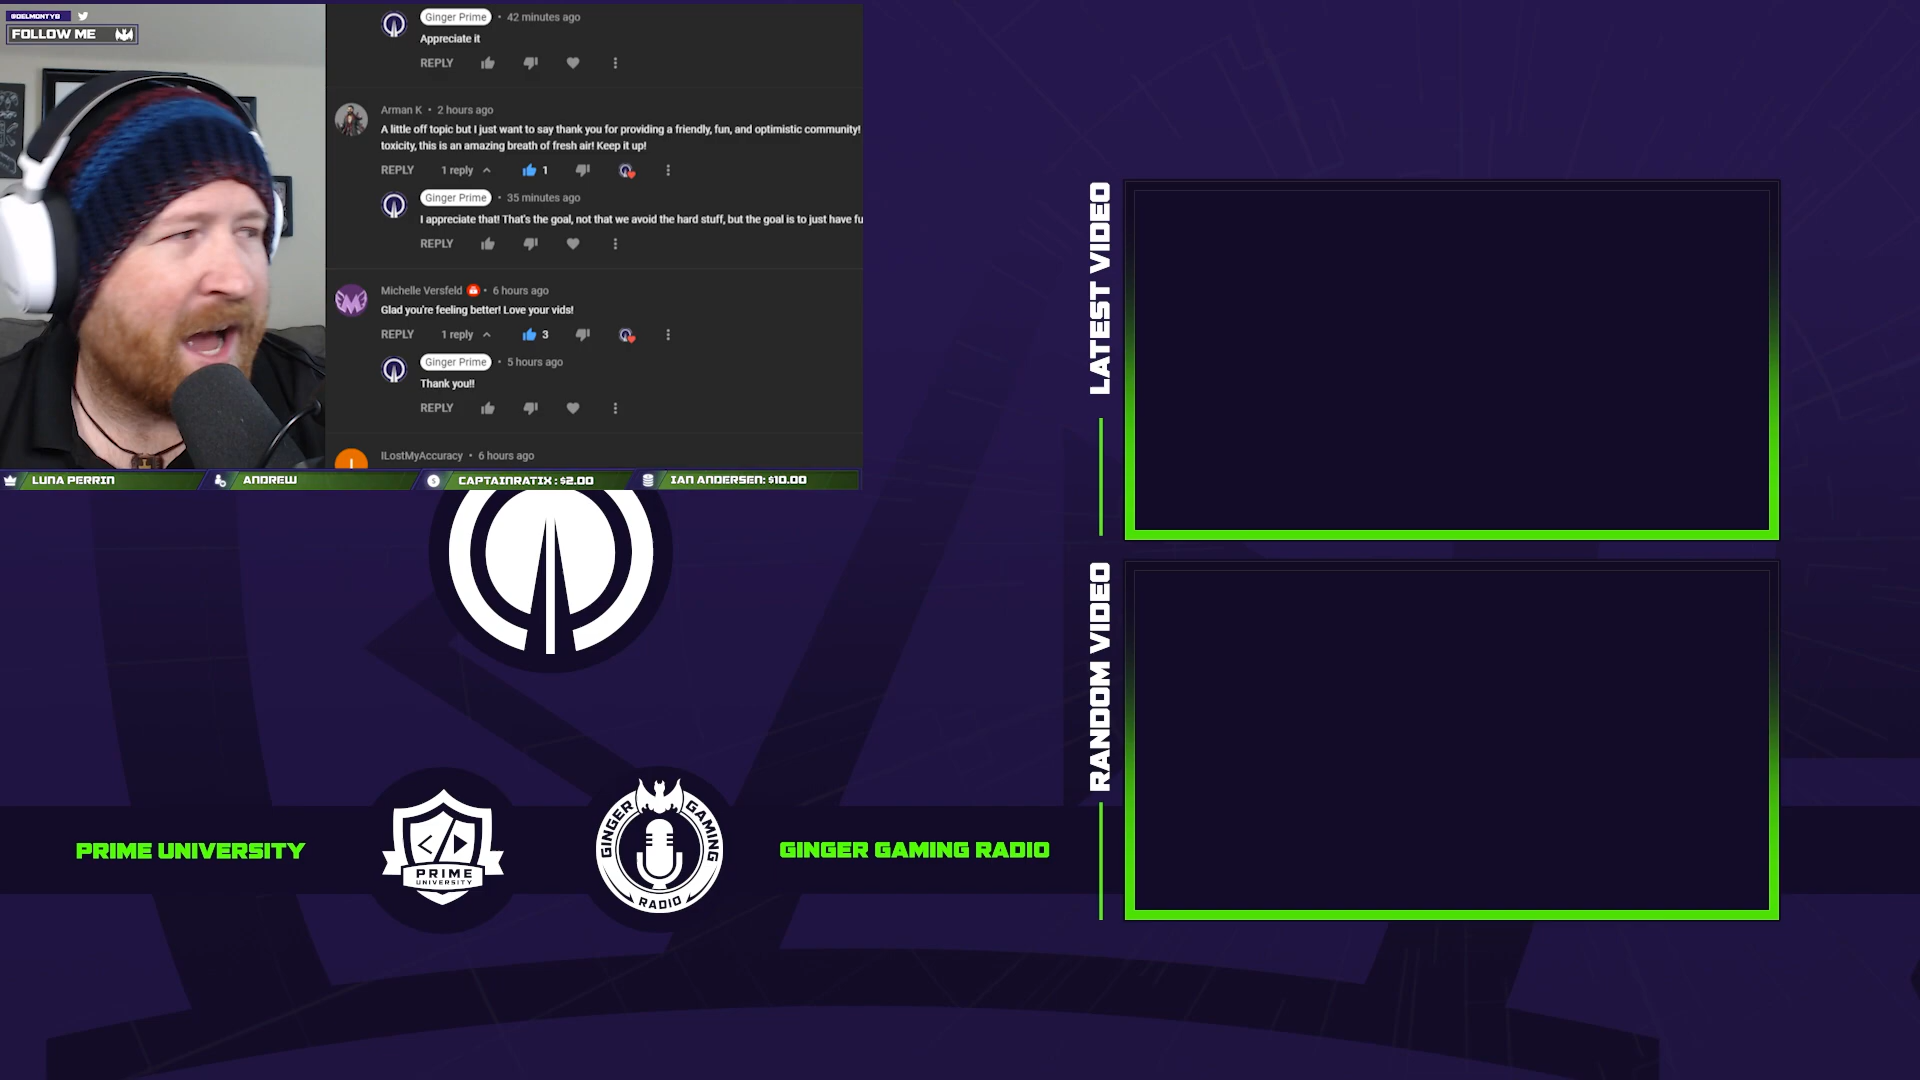 @DELMONTY8
FOLLOW ME
Ginger Prime • 42 minutes ago
Appreciate it
REPLY
Arman K • 2 hours ago
A little off topic but I just want to say thank you for providing a friendly, fun, and optimistic community!
toxicity, this is an amazing breath of fresh air! Keep it up!
REPLY 1 reply 1
Ginger Prime • 35 minutes ago
I appreciate that! That's the goal, not that we avoid the hard stuff, but the goal is to just have fu
REPLY
Michelle Versfeld • 6 hours ago
Glad you're feeling better! Love your vids!
REPLY 1 reply 3
Ginger Prime • 5 hours ago
Thank you!!
REPLY
ILostMyAccuracy • 6 hours ago
LUNA PERRIN
ANDREW
CAPTAINRATIX : $2.00
IAN ANDERSEN: $10.00
LATEST VIDEO
RANDOM VIDEO
PRIME UNIVERSITY
PRIME
UNIVERSITY
GINGER GAMING
RADIO
GINGER GAMING RADIO